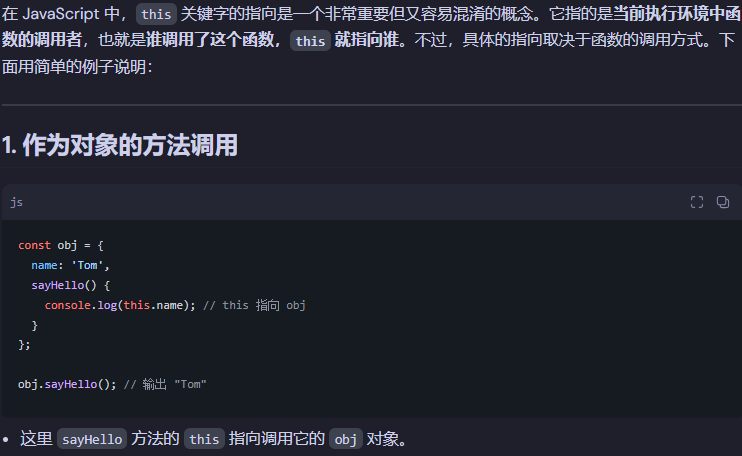 在 JavaScript 中，this 关键字的指向是一个非常重要但又容易混淆的概念。它指的是当前执行环境中函
数的调用者，也就是谁调用了这个函数，this 就指向谁。不过，具体的指向取决于函数的调用方式。下
面用简单的例子说明：
1. 作为对象的方法调用
js
const obj = {
  name: 'Tom',
  sayHello() {
    console.log(this.name); // this 指向 obj
  }
};
obj.sayHello(); // 输出 "Tom"
• 这里 sayHello 方法的 this 指向调用它的 obj 对象。